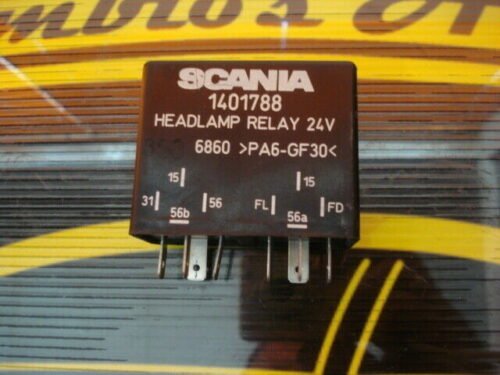 SCANIA
1401788
HEADLAMP RELAY 24V
6860 >PA6-GF30<
15 15
31 56 FL FD
56b 56a